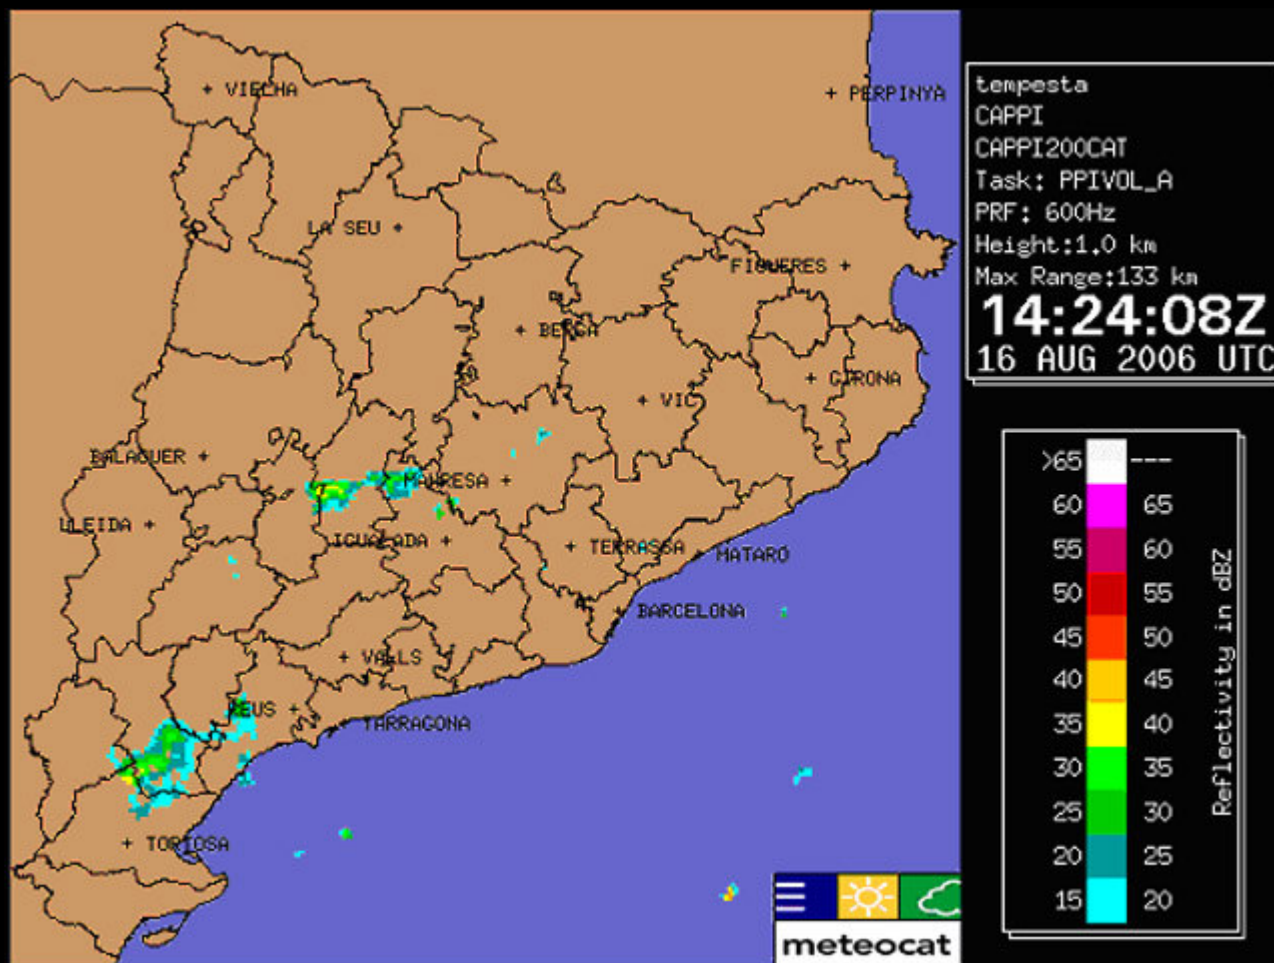 VIELHA
PERPINYA
LA SEU
FIGUERES
BERGA
GIRONA
VIC
BALAGUER
MANRESA
LLEIDA
IGUALADA
TERRASSA
MATARO
BARCELONA
VALLS
REUS
TARRAGONA
TORTOSA
meteocat
tempesta
CAPPI
CAPPI200CAT
Task: PPIVOL_A
PRF: 600Hz
Height:1.0 km
Max Range:133 km
14:24:08Z
16 AUG 2006 UTC
>65 ---
60 65
55 60
50 55
45 50
40 45
35 40
30 35
25 30
20 25
15 20
Reflectivity in dBZ